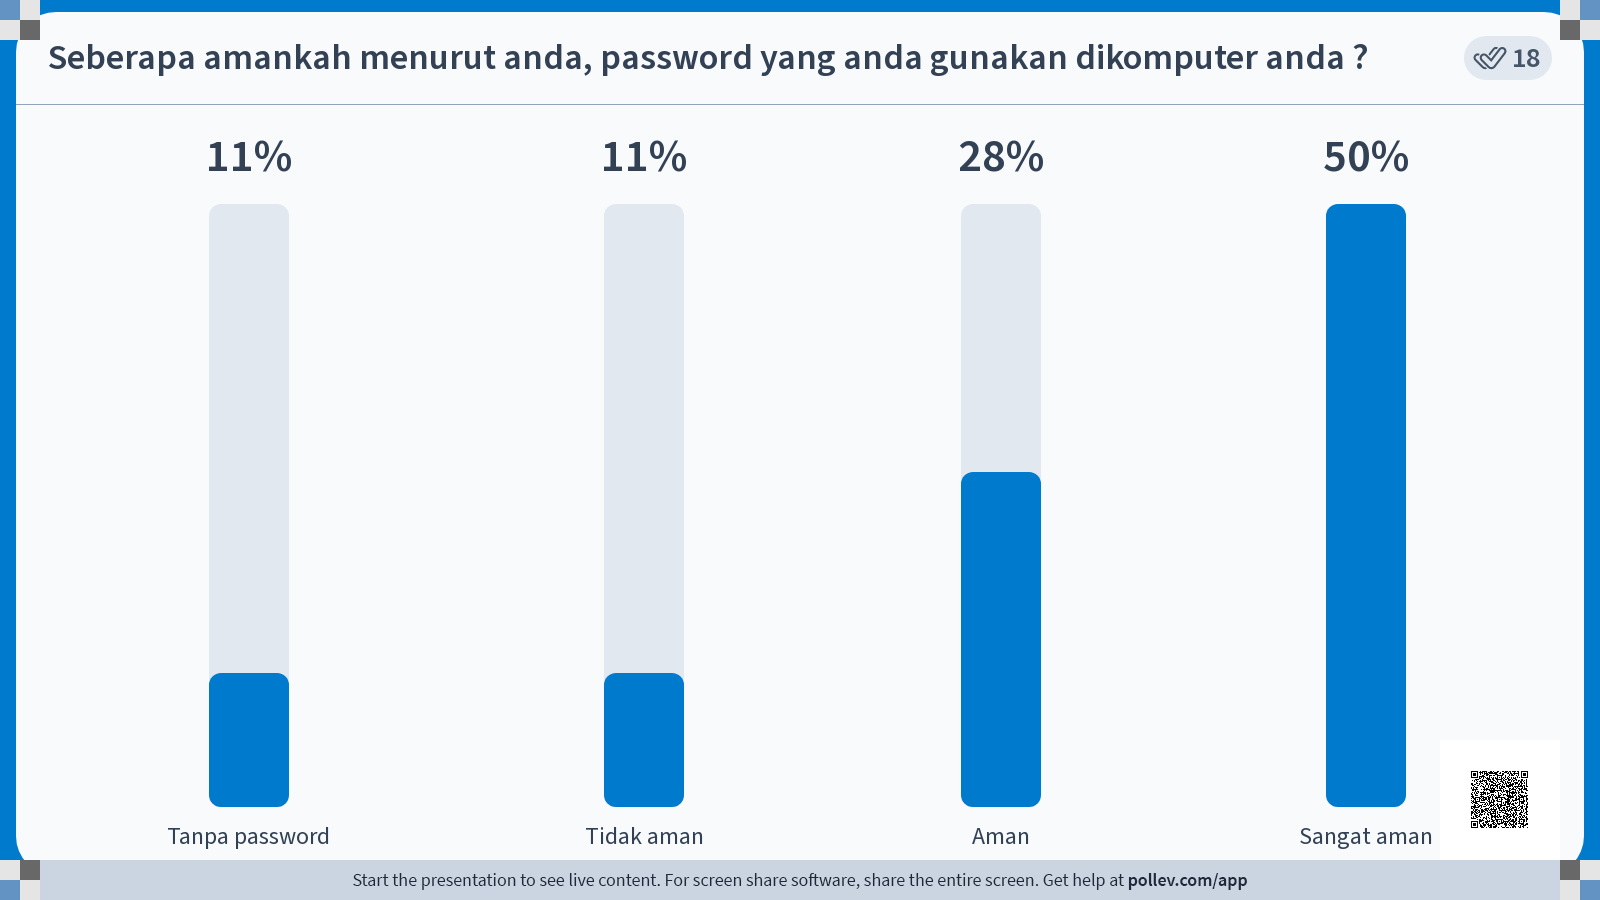 Seberapa amankah menurut anda, password yang anda gunakan dikomputer anda ?
18
11%
11%
28%
50%
Tanpa password
Tidak aman
Aman
Sangat aman
Start the presentation to see live content. For screen share software, share the entire screen. Get help at pollev.com/app